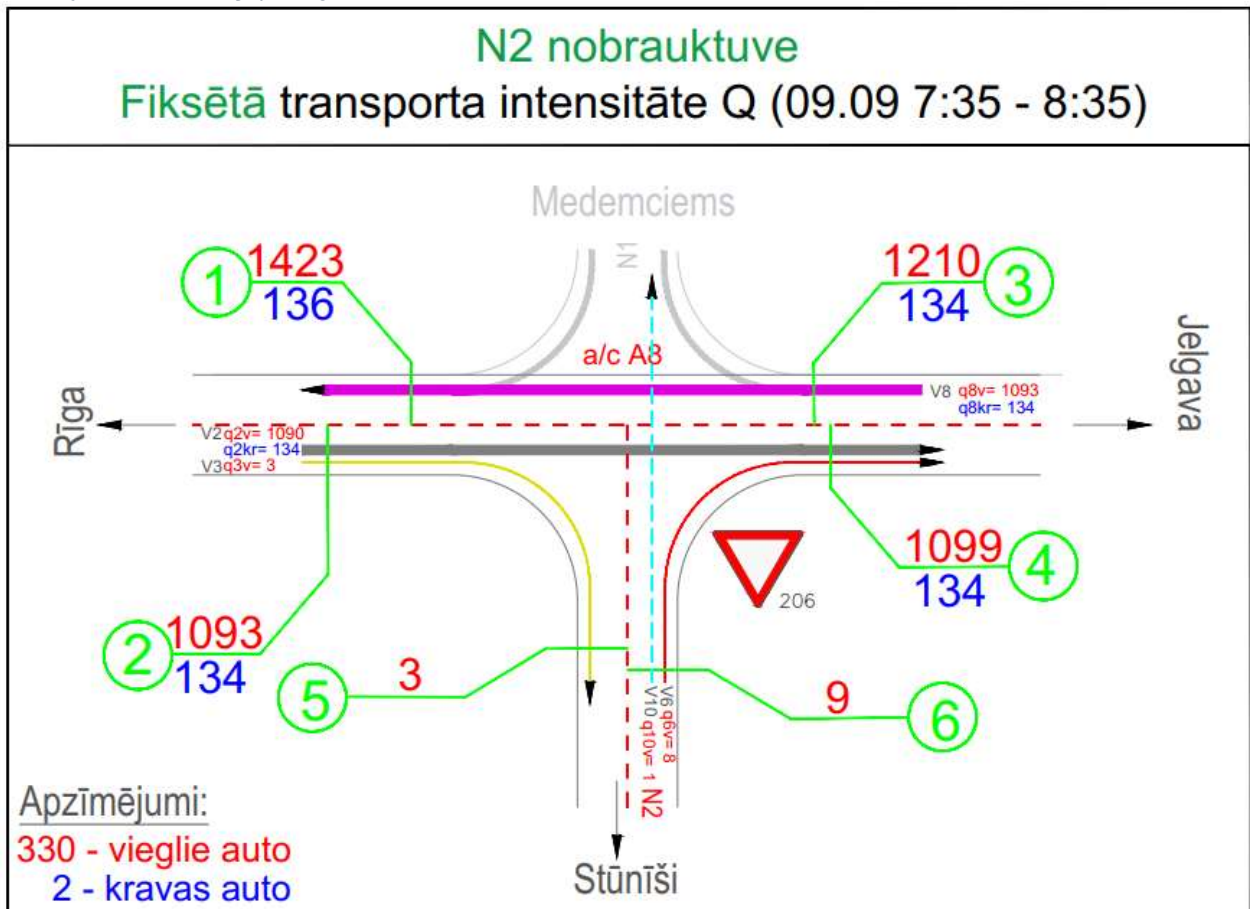 N2 nobrauktuve
Fiksētā transporta intensitāte Q (09.09 7:35 - 8:35)
Medemciems
N1
1
1423
136
1210
134
3
a/c A8
Rīga
Jelgava
V8 q8v= 1093
q8kr= 134
V2 q2v= 1090
q2kr= 134
V3 q3v= 3
1099
134
4
206
2
1093
134
5
3
9
6
V10 q10v= 1
V6 q6v= 8
N2
Stūnīši
Apzīmējumi:
330 - vieglie auto
2 - kravas auto